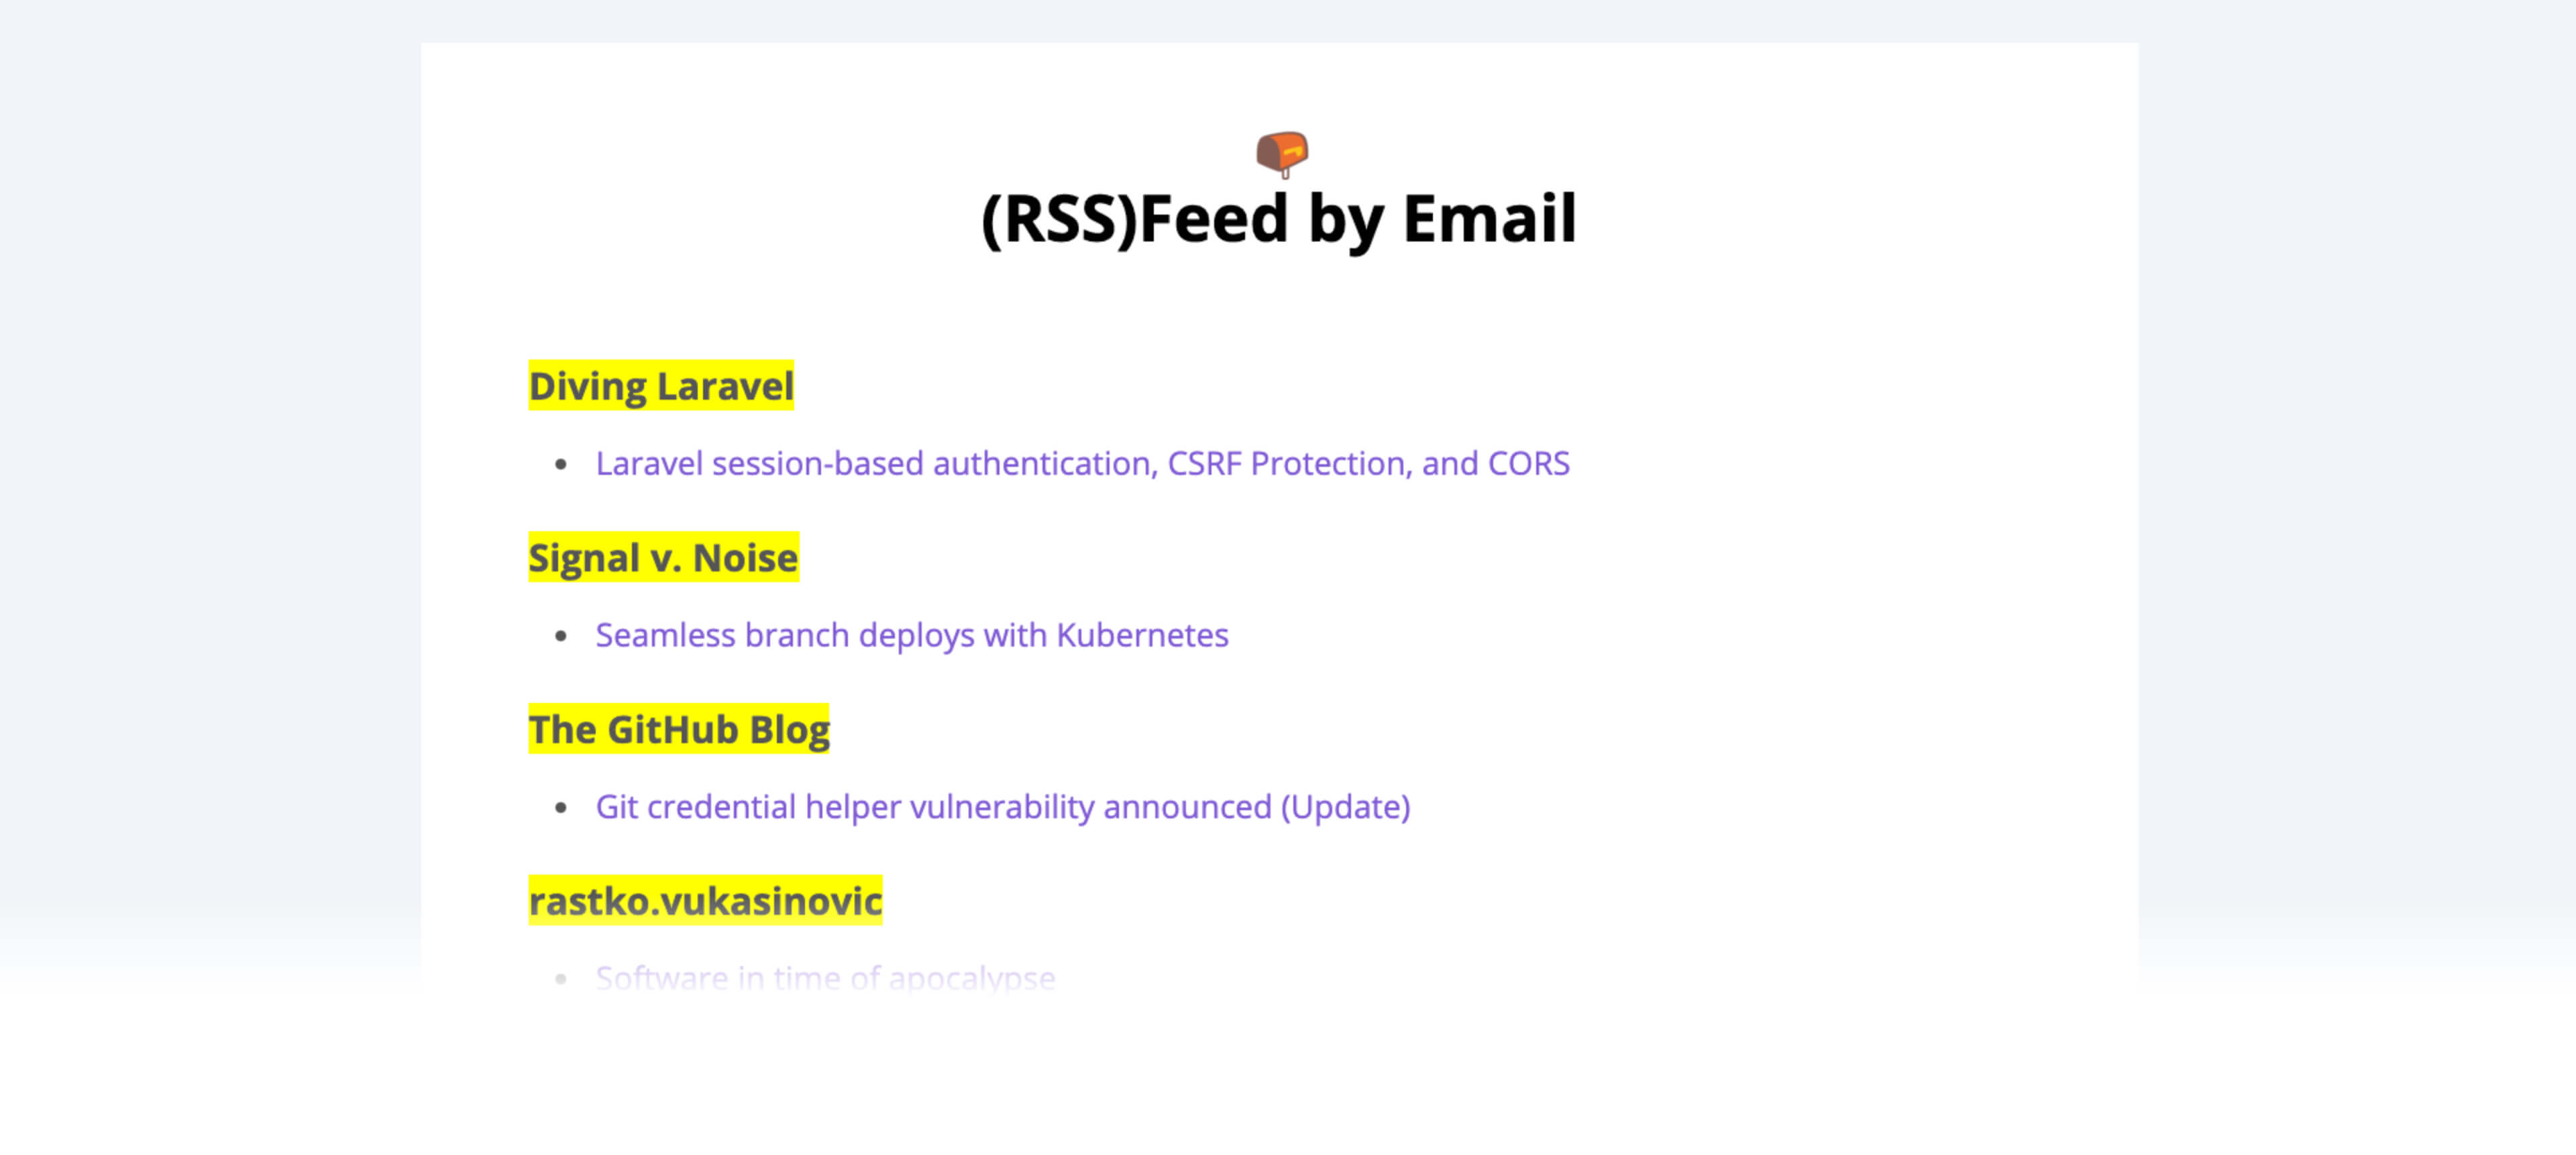 (RSS)Feed by Email
Diving Laravel
Laravel session-based authentication, CSRF Protection, and CORS
Signal v. Noise
Seamless branch deploys with Kubernetes
The GitHub Blog
Git credential helper vulnerability announced (Update)
rastko.vukasinovic
Software in time of apocalypse